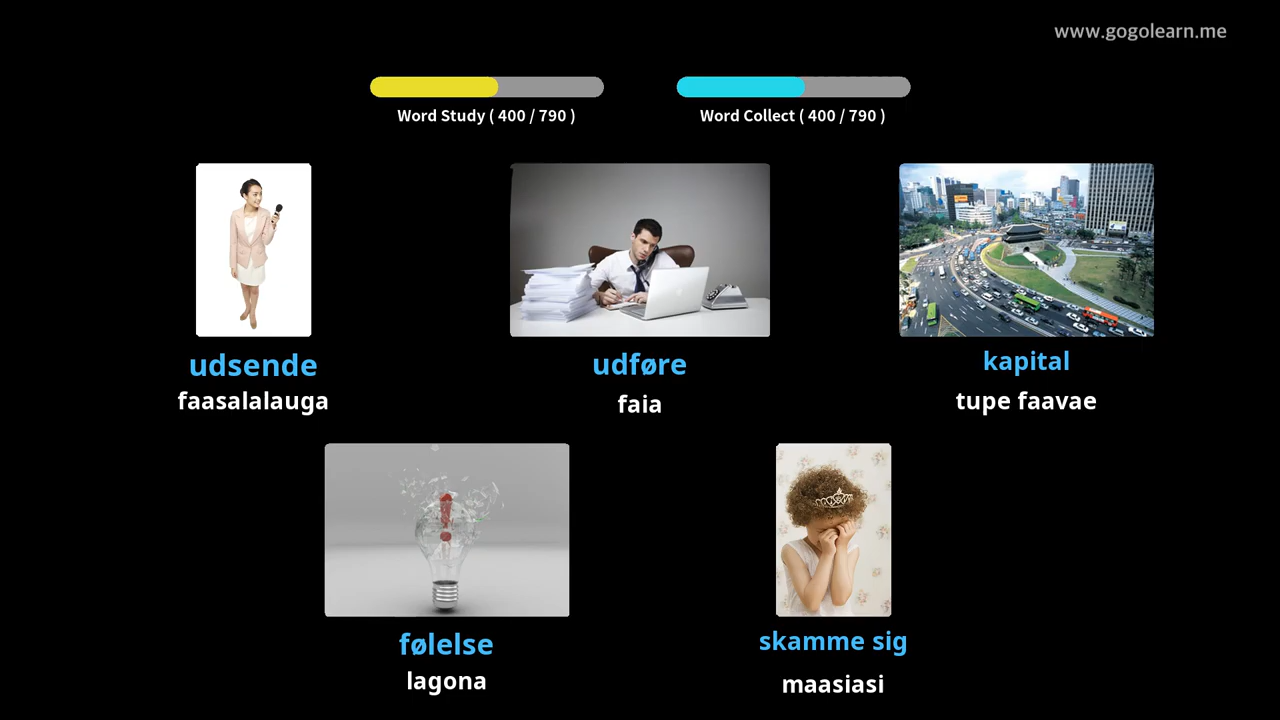 www.gogolearn.me
Word Study ( 400 / 790 )
Word Collect ( 400 / 790 )
udsende
faasalalauga
udføre
faia
kapital
tupe faavae
følelse
lagona
skamme sig
maasiasi